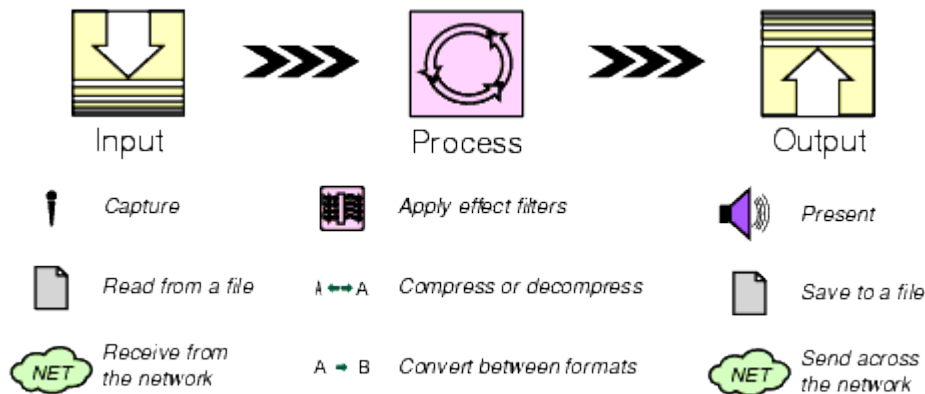 Input
Process
Output
Capture
Apply effect filters
Present
Read from a file
A A
Compress or decompress
Save to a file
NET
Receive from
the network
A B
Convert between formats
NET
Send across
the network